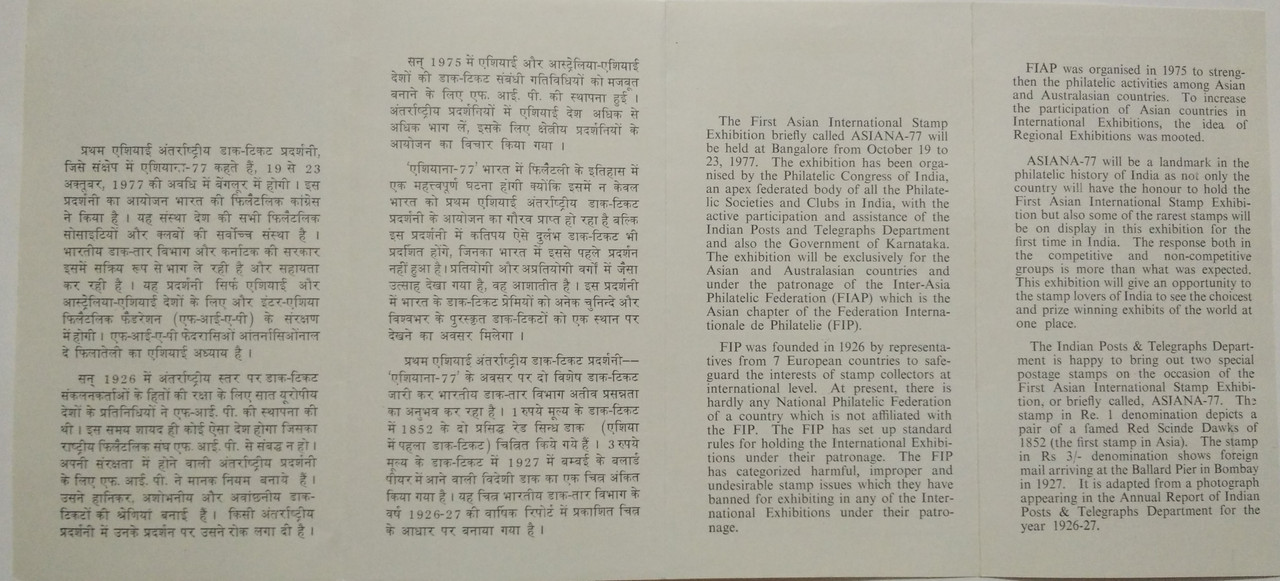 प्रथम एशियाई अंतर्राष्ट्रीय डाक-टिकट प्रदर्शनी,
जिसे संक्षेप में एशियाना-77 कहते हैं, 19 से 23
अक्तूबर, 1977 की अवधि में बेंगलूर में होगी । इस
प्रदर्शनी का आयोजन भारत की फिलैटलिक कांग्रेस
ने किया है । यह संस्था देश की सभी फिलैटलिक
सोसाइटियों और क्लबों की सर्वोच्च संस्था है ।
भारतीय डाक-तार विभाग और कर्नाटक की सरकार
इसमें सक्रिय रूप से भाग ले रही है और सहायता
कर रही है । यह प्रदर्शनी सिर्फ एशियाई और
आस्ट्रेलिया-एशियाई देशों के लिए और इंटर-एशिया
फिलैटलिक फैडरेशन (एफ-आई-ए-पी) के संरक्षण
में होगी । एफ-आई-ए-पी फेदरासिओं आंतर्नासिओंनाल
दे फिलातेली का एशियाई अध्याय है ।
सन् 1926 में अंतर्राष्ट्रीय स्तर पर डाक-टिकट
संकलनकर्ताओं के हितों की रक्षा के लिए सात यूरोपीय
देशों के प्रतिनिधियों ने एफ-आई. पी. की स्थापना की
थी । इस समय शायद ही कोई ऐसा देश होगा जिसका
राष्ट्रीय फिलैटलिक संघ एफ. आई. पी. से संबद्ध न हो ।
अपनी संरक्षता में होने वाली अंतर्राष्ट्रीय प्रदर्शनी
के लिए एफ. आई. पी. ने मानक नियम बनाये हैं ।
उसने हानिकर, अशोभनीय और अवांछनीय डाक-
टिकटों की श्रेणियां बनाई हैं । किसी अंतर्राष्ट्रीय
प्रदर्शनी में उनके प्रदर्शन पर उसने रोक लगा दी है ।
सन् 1975 में एशियाई और आस्ट्रेलिया-एशियाई
देशों की डाक-टिकट संबंधी गतिविधियों को मजबूत
बनाने के लिए एफ. आई. पी. की स्थापना हुई ।
अंतर्राष्ट्रीय प्रदर्शनियों में एशियाई देश अधिक से
अधिक भाग लें, इसके लिए क्षेत्रीय प्रदर्शनियों के
आयोजन का विचार किया गया ।
'एशियाना-77' भारत में फिलैटली के इतिहास में
एक महत्त्वपूर्ण घटना होगी क्योंकि इसमें न केवल
भारत को प्रथम एशियाई अंतर्राष्ट्रीय डाक-टिकट
प्रदर्शनी के आयोजन का गौरव प्राप्त हो रहा है बल्कि
इस प्रदर्शनी में कतिपय ऐसे दुर्लभ डाक-टिकट भी
प्रदर्शित होंगे, जिनका भारत में इससे पहले प्रदर्शन
नहीं हुआ है । प्रतियोगी और अप्रतियोगी वर्गों में जैसा
उत्साह देखा गया है, वह आशातीत है । इस प्रदर्शनी
में भारत के डाक-टिकट प्रेमियों को अनेक चुनिन्दे और
विश्वभर के पुरस्कृत डाक-टिकटों को एक स्थान पर
देखने का अवसर मिलेगा ।
प्रथम एशियाई अंतर्राष्ट्रीय डाक-टिकट प्रदर्शनी——
'एशियाना-77' के अवसर पर दो विशेष डाक-टिकट
जारी कर भारतीय डाक-तार विभाग अतीव प्रसन्नता
का अनुभव कर रहा है । 1 रुपये मूल्य के डाक-टिकट
में 1852 के दो प्रसिद्ध रेड सिन्ध डाक (एशिया
में पहला डाक-टिकट) चित्रित किये गये हैं । 3 रुपये
मूल्य के डाक-टिकट में 1927 में बम्बई के बलार्ड
पीयर में आने वाली विदेशी डाक का एक चित्र अंकित
किया गया है । यह चित्र भारतीय डाक-तार विभाग के
वर्ष 1926-27 की वार्षिक रिपोर्ट में प्रकाशित चित्र
के आधार पर बनाया गया है ।
The First Asian International Stamp
Exhibition briefly called ASIANA-77 will
be held at Bangalore from October 19 to
23, 1977. The exhibition has been orga-
nised by the Philatelic Congress of India,
an apex federated body of all the Philate-
lic Societies and Clubs in India, with the
active participation and assistance of the
Indian Posts and Telegraphs Department
and also the Government of Karnataka.
The exhibition will be exclusively for the
Asian and Australasian countries and
under the patronage of the Inter-Asia
Philatelic Federation (FIAP) which is the
Asian chapter of the Federation Interna-
tionale de Philatelie (FIP).
FIP was founded in 1926 by representa-
tives from 7 European countries to safe-
guard the interests of stamp collectors at
international level. At present, there is
hardly any National Philatelic Federation
of a country which is not affiliated with
the FIP. The FIP has set up standard
rules for holding the International Exhibi-
tions under their patronage. The FIP
has categorized harmful, improper and
undesirable stamp issues which they have
banned for exhibiting in any of the Inter-
national Exhibitions under their patro-
nage.
FIAP was organised in 1975 to streng-
then the philatelic activities among Asian
and Australasian countries. To increase
the participation of Asian countries in
International Exhibitions, the idea of
Regional Exhibitions was mooted.
ASIANA-77 will be a landmark in the
philatelic history of India as not only the
country will have the honour to hold the
First Asian International Stamp Exhibi-
tion but also some of the rarest stamps will
be on display in this exhibition for the
first time in India. The response both in
the competitive and non-competitive
groups is more than what was expected.
This exhibition will give an opportunity to
the stamp lovers of India to see the choicest
and prize winning exhibits of the world at
one place.
The Indian Posts & Telegraphs Depart-
ment is happy to bring out two special
postage stamps on the occasion of the
First Asian International Stamp Exhibi-
tion, or briefly called, ASIANA-77. The
stamp in Re. 1 denomination depicts a
pair of a famed Red Scinde Dawks of
1852 (the first stamp in Asia). The stamp
in Rs 3/- denomination shows foreign
mail arriving at the Ballard Pier in Bombay
in 1927. It is adapted from a photograph
appearing in the Annual Report of Indian
Posts & Telegraphs Department for the
year 1926-27.